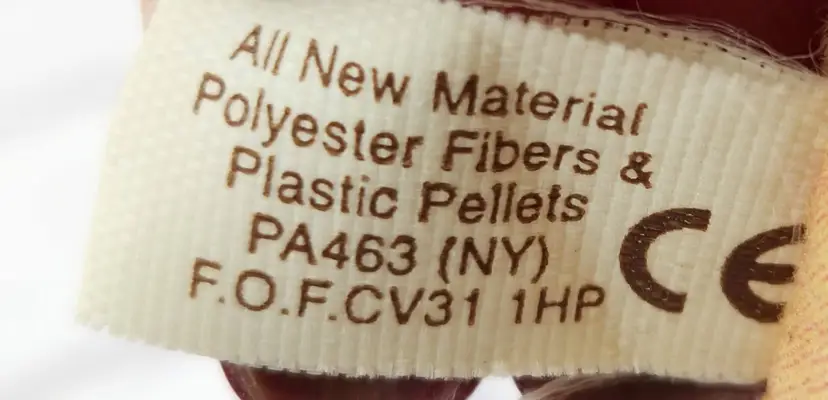 All New Material
Polyester Fibers &
Plastic Pellets
PA463 (NY)
F.O.F.CV31 1HP
CE